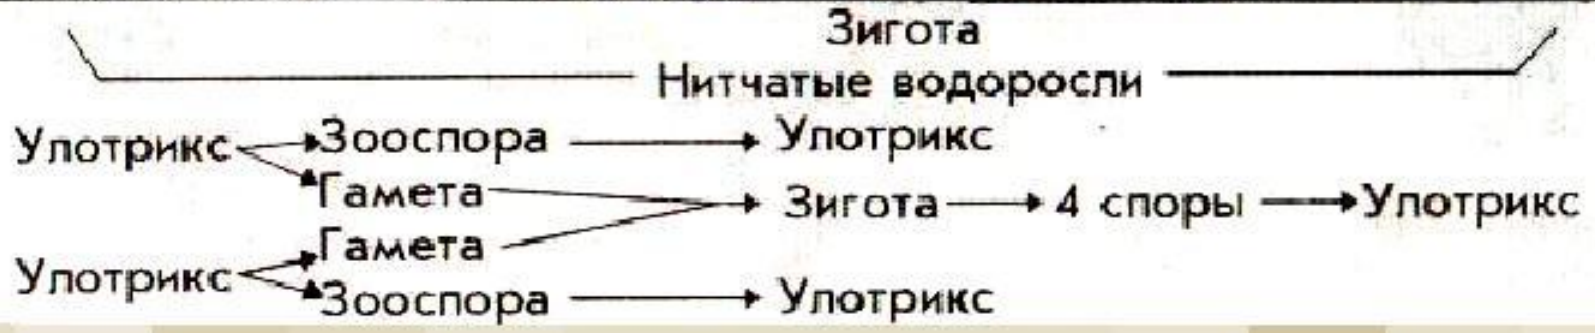 Зигота
Нитчатые водоросли
Улотрикс Зооспора Улотрикс
Гамета
Зигота 4 споры Улотрикс
Гамета
Улотрикс
Зооспора Улотрикс